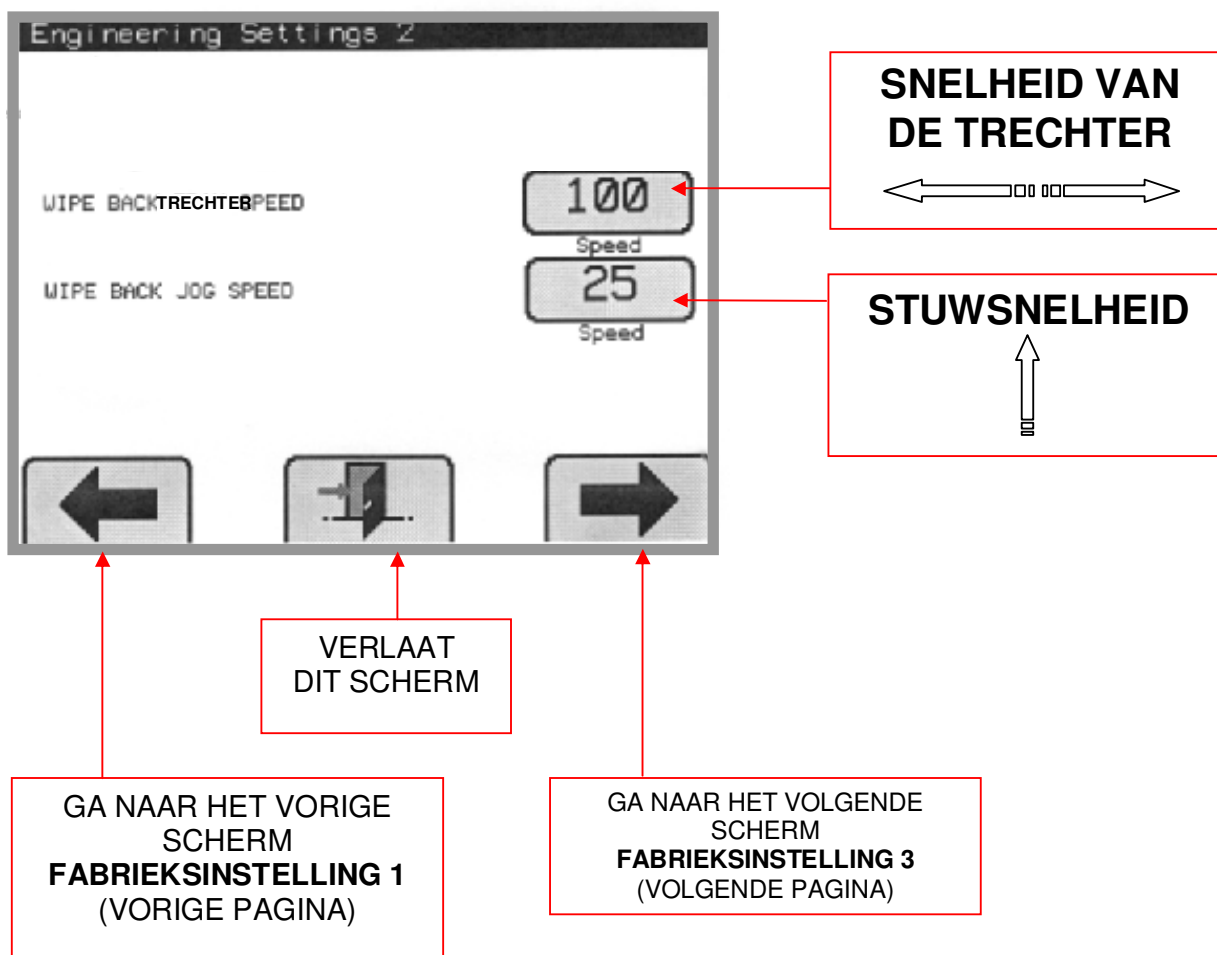 Engineering Settings 2
SNELHEID VAN
DE TRECHTER
WIPE BACK TRECHTER SPEED
100
Speed
WIPE BACK JOG SPEED
25
Speed
STUWSNELHEID
VERLAAT
DIT SCHERM
GA NAAR HET VORIGE
SCHERM
FABRIEKSINSTELLING 1
(VORIGE PAGINA)
GA NAAR HET VOLGENDE
SCHERM
FABRIEKSINSTELLING 3
(VOLGENDE PAGINA)